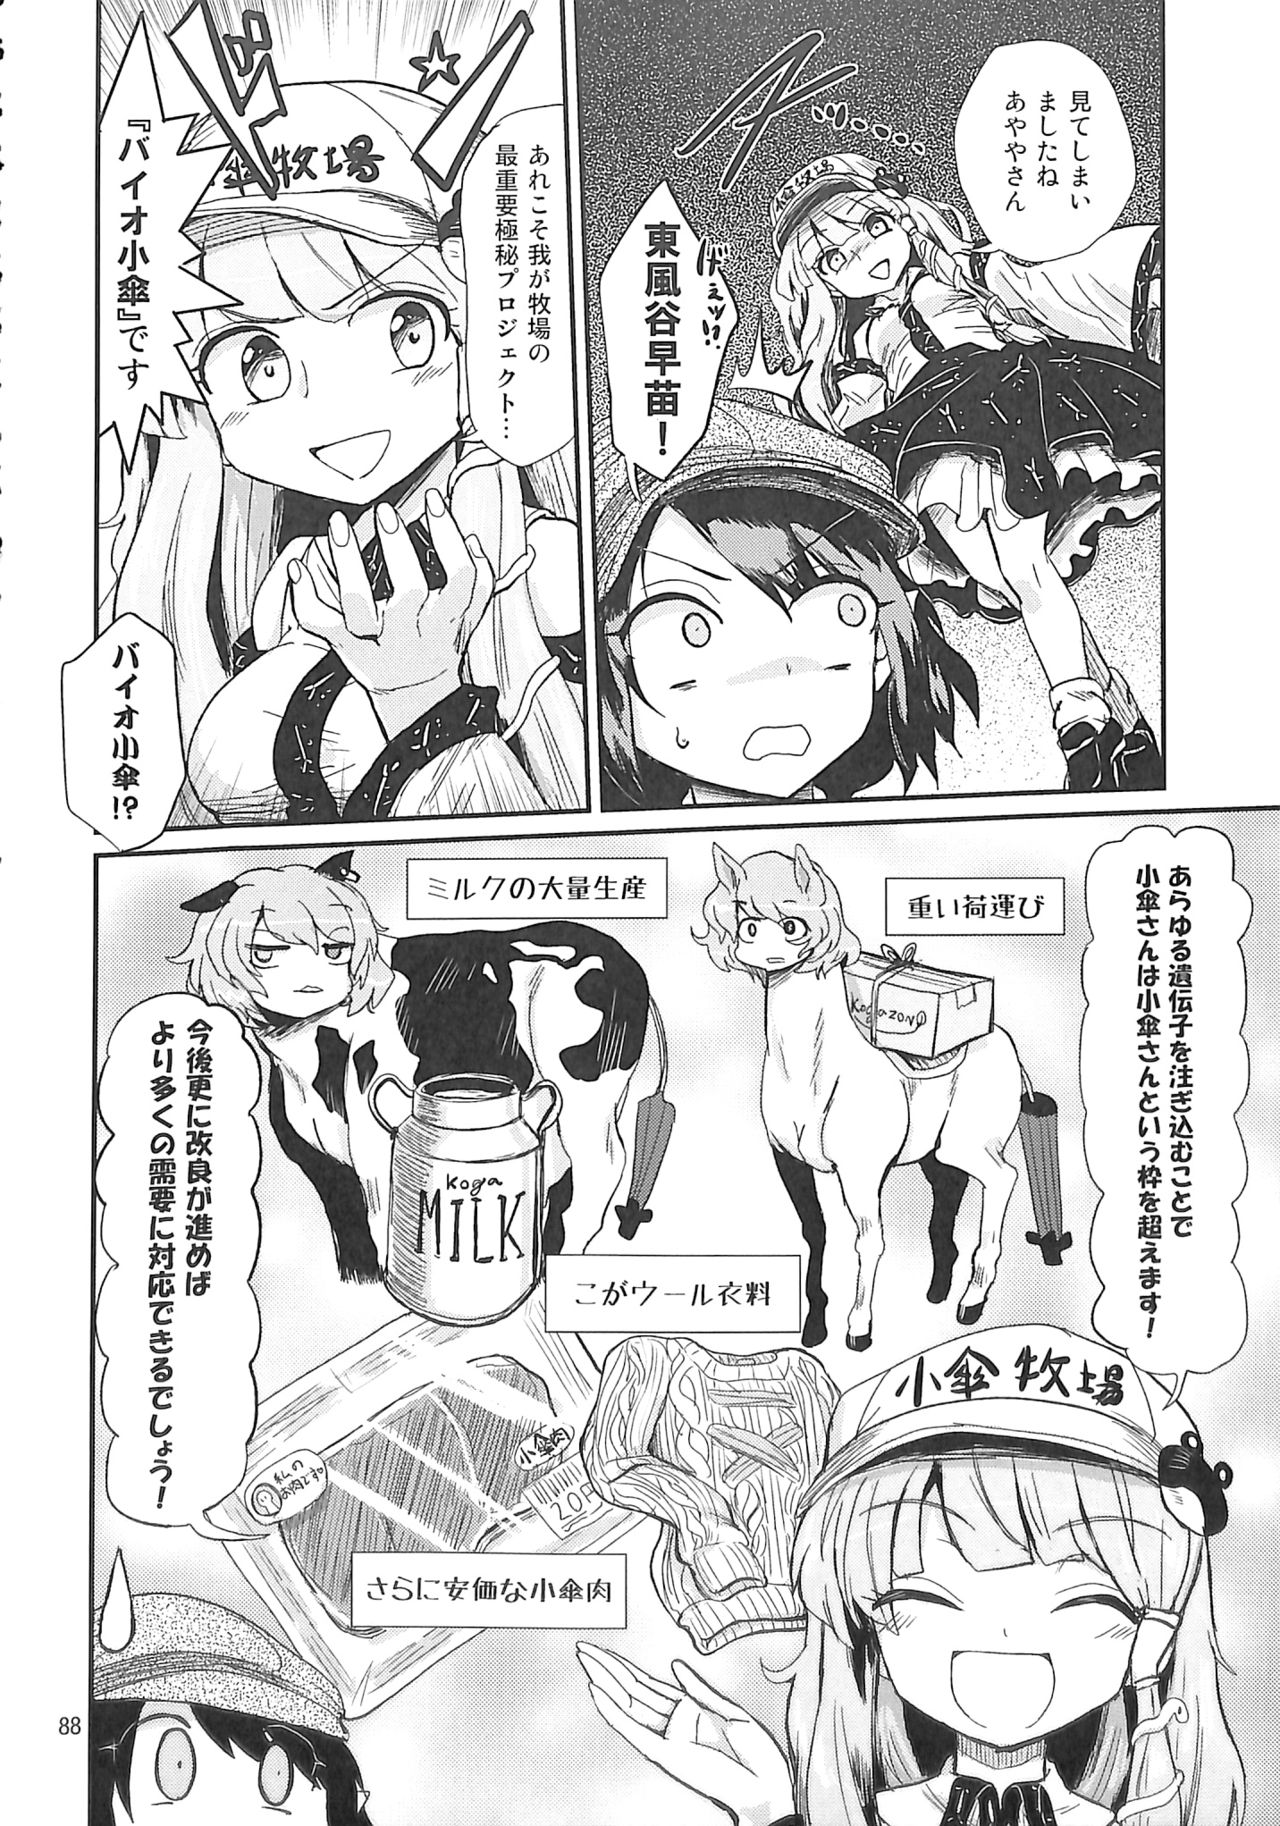 見てしまい
ましたね
あややさん
小傘牧場
げぇッ!?
東風谷早苗！
あれこそ我が牧場の
最重要極秘プロジェクト…
傘牧場
『バイオ小傘』です
バイオ小傘!?
あらゆる遺伝子を注ぎ込むことで
小傘さんは小傘さんという枠を超えます！
重い荷運び
KogaZON
ミルクの大量生産
koga
MILK
こがウール衣料
小傘肉
私の
お肉です♡
さらに安価な小傘肉
今後更に改良が進めば
より多くの需要に対応できるでしょう！
小傘牧場
88